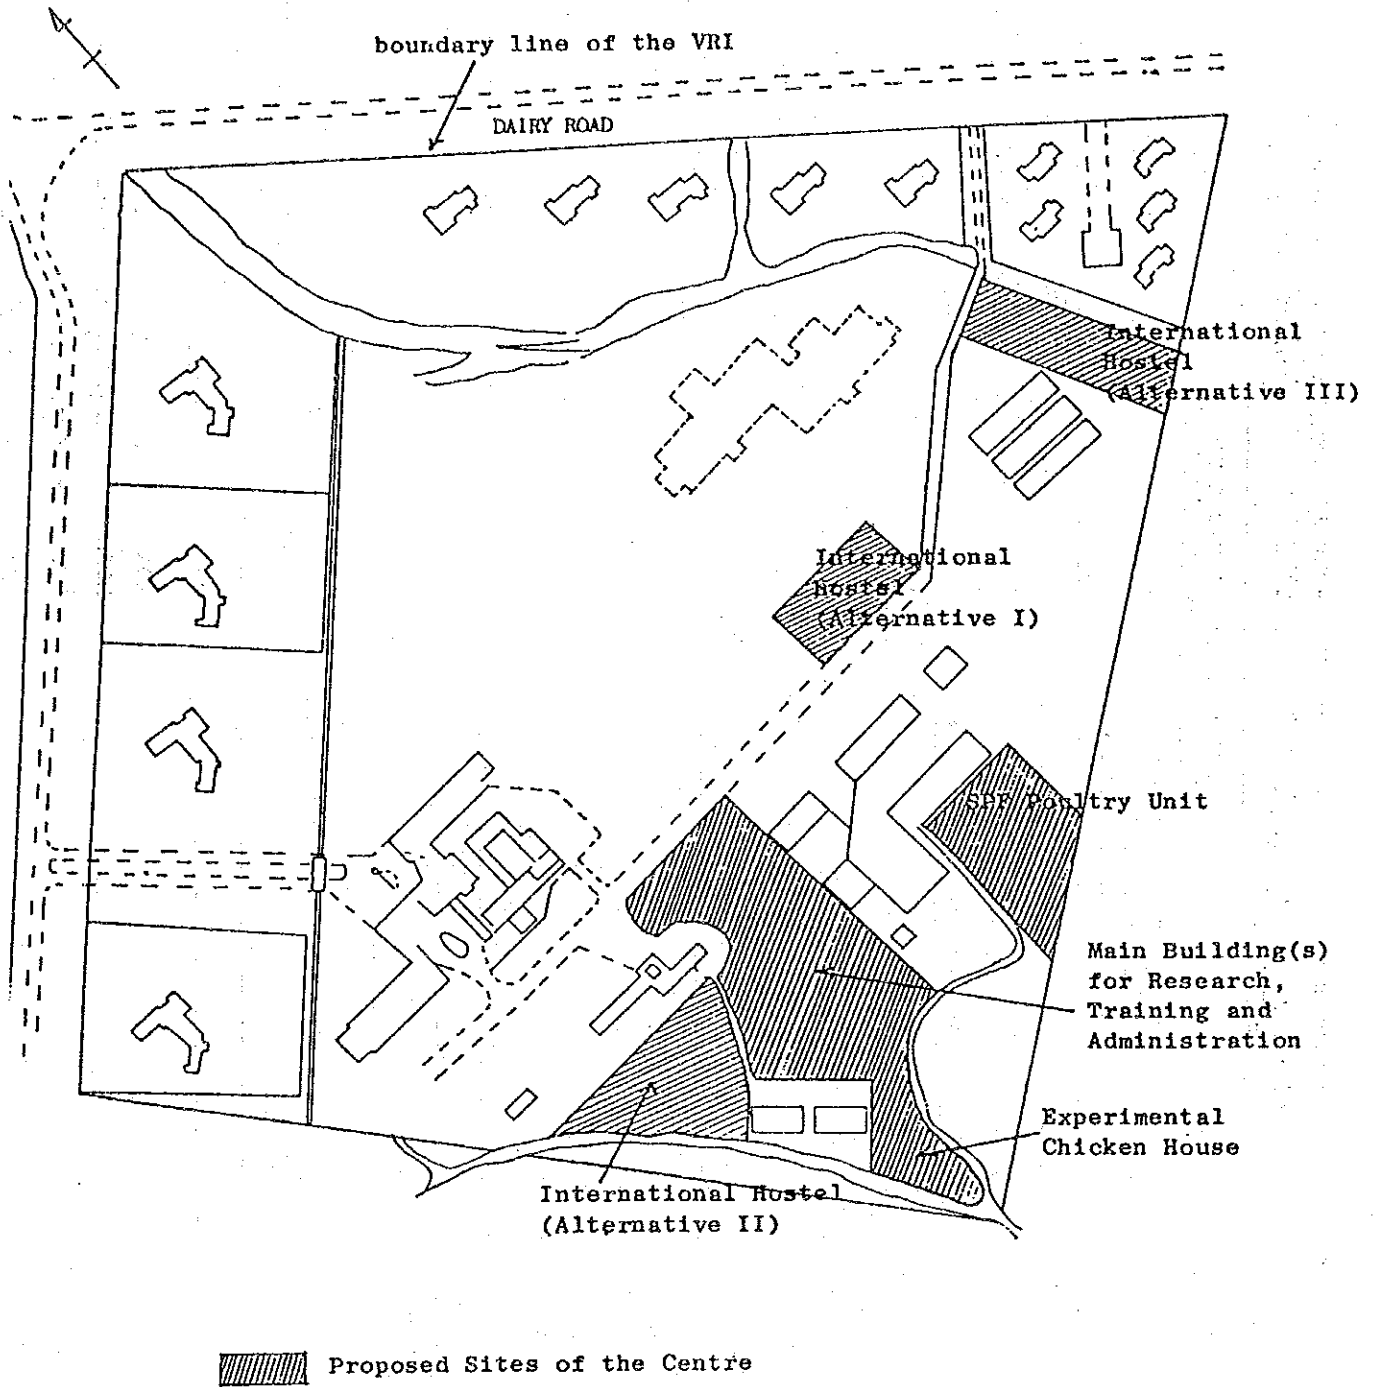 boundary line of the VRI
DAIRY ROAD
International
Hostel
(Alternative III)
International
hostel
(Alternative I)
SPF Poultry Unit
Main Building(s)
for Research,
Training and
Administration
Experimental
Chicken House
International Hostel
(Alternative II)
Proposed Sites of the Centre